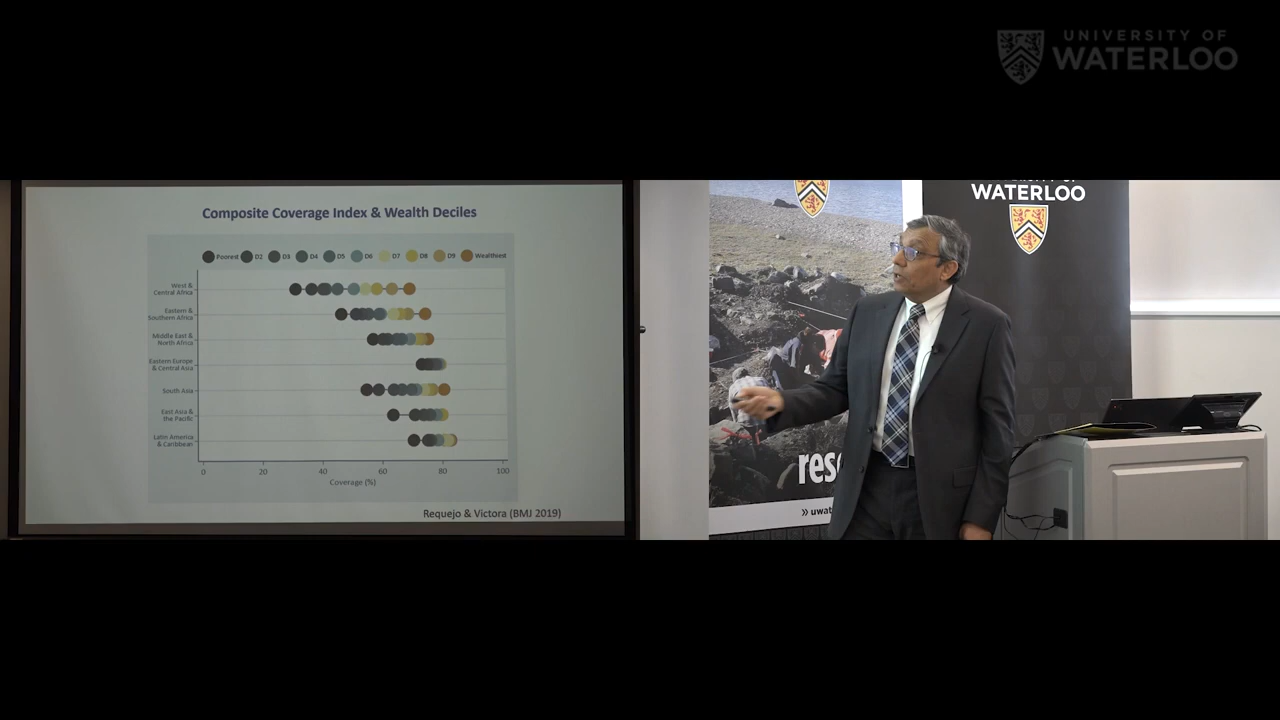 UNIVERSITY OF
WATERLOO
Composite Coverage Index & Wealth Deciles
Poorest D2 D3 D4 D5 D6 D7 D8 D9 Wealthiest
West &
Central Africa
Eastern &
Southern Africa
Middle East &
North Africa
Eastern Europe
& Central Asia
South Asia
East Asia &
the Pacific
Latin America
& Caribbean
0 20 40 60 80 100
Coverage (%)
Requejo & Victora (BMJ 2019)
WATERLOO